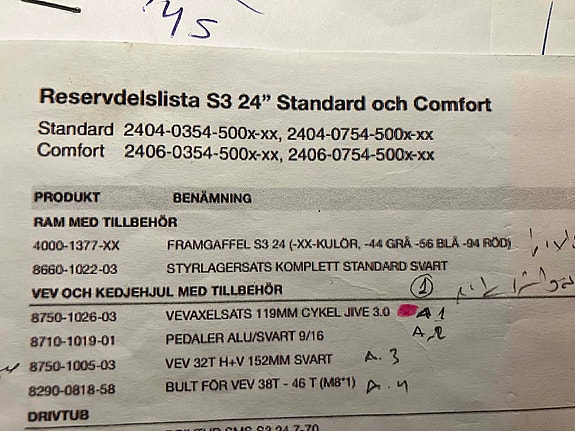 45
Reservdelslista S3 24” Standard och Comfort
Standard 2404-0354-500x-xx, 2404-0754-500x-xx
Comfort 2406-0354-500x-xx, 2406-0754-500x-xx
PRODUKT BENÄMNING
RAM MED TILLBEHÖR
4000-1377-XX FRAMGAFFEL S3 24 (-XX-KULÖR, -44 GRÅ -56 BLÅ -94 RÖD)
8660-1022-03 STYRLAGERSATS KOMPLETT STANDARD SVART
VEV OCH KEDJEHJUL MED TILLBEHÖR 1
8750-1026-03 VEVAXELSATS 119MM CYKEL JIVE 3.0 A1
8710-1019-01 PEDALER ALU/SVART 9/16 A.2
8750-1005-03 VEV 32T H+V 152MM SVART A.3
8290-0818-58 BULT FÖR VEV 38T - 46 T (M8*1) A.4
DRIVTUB